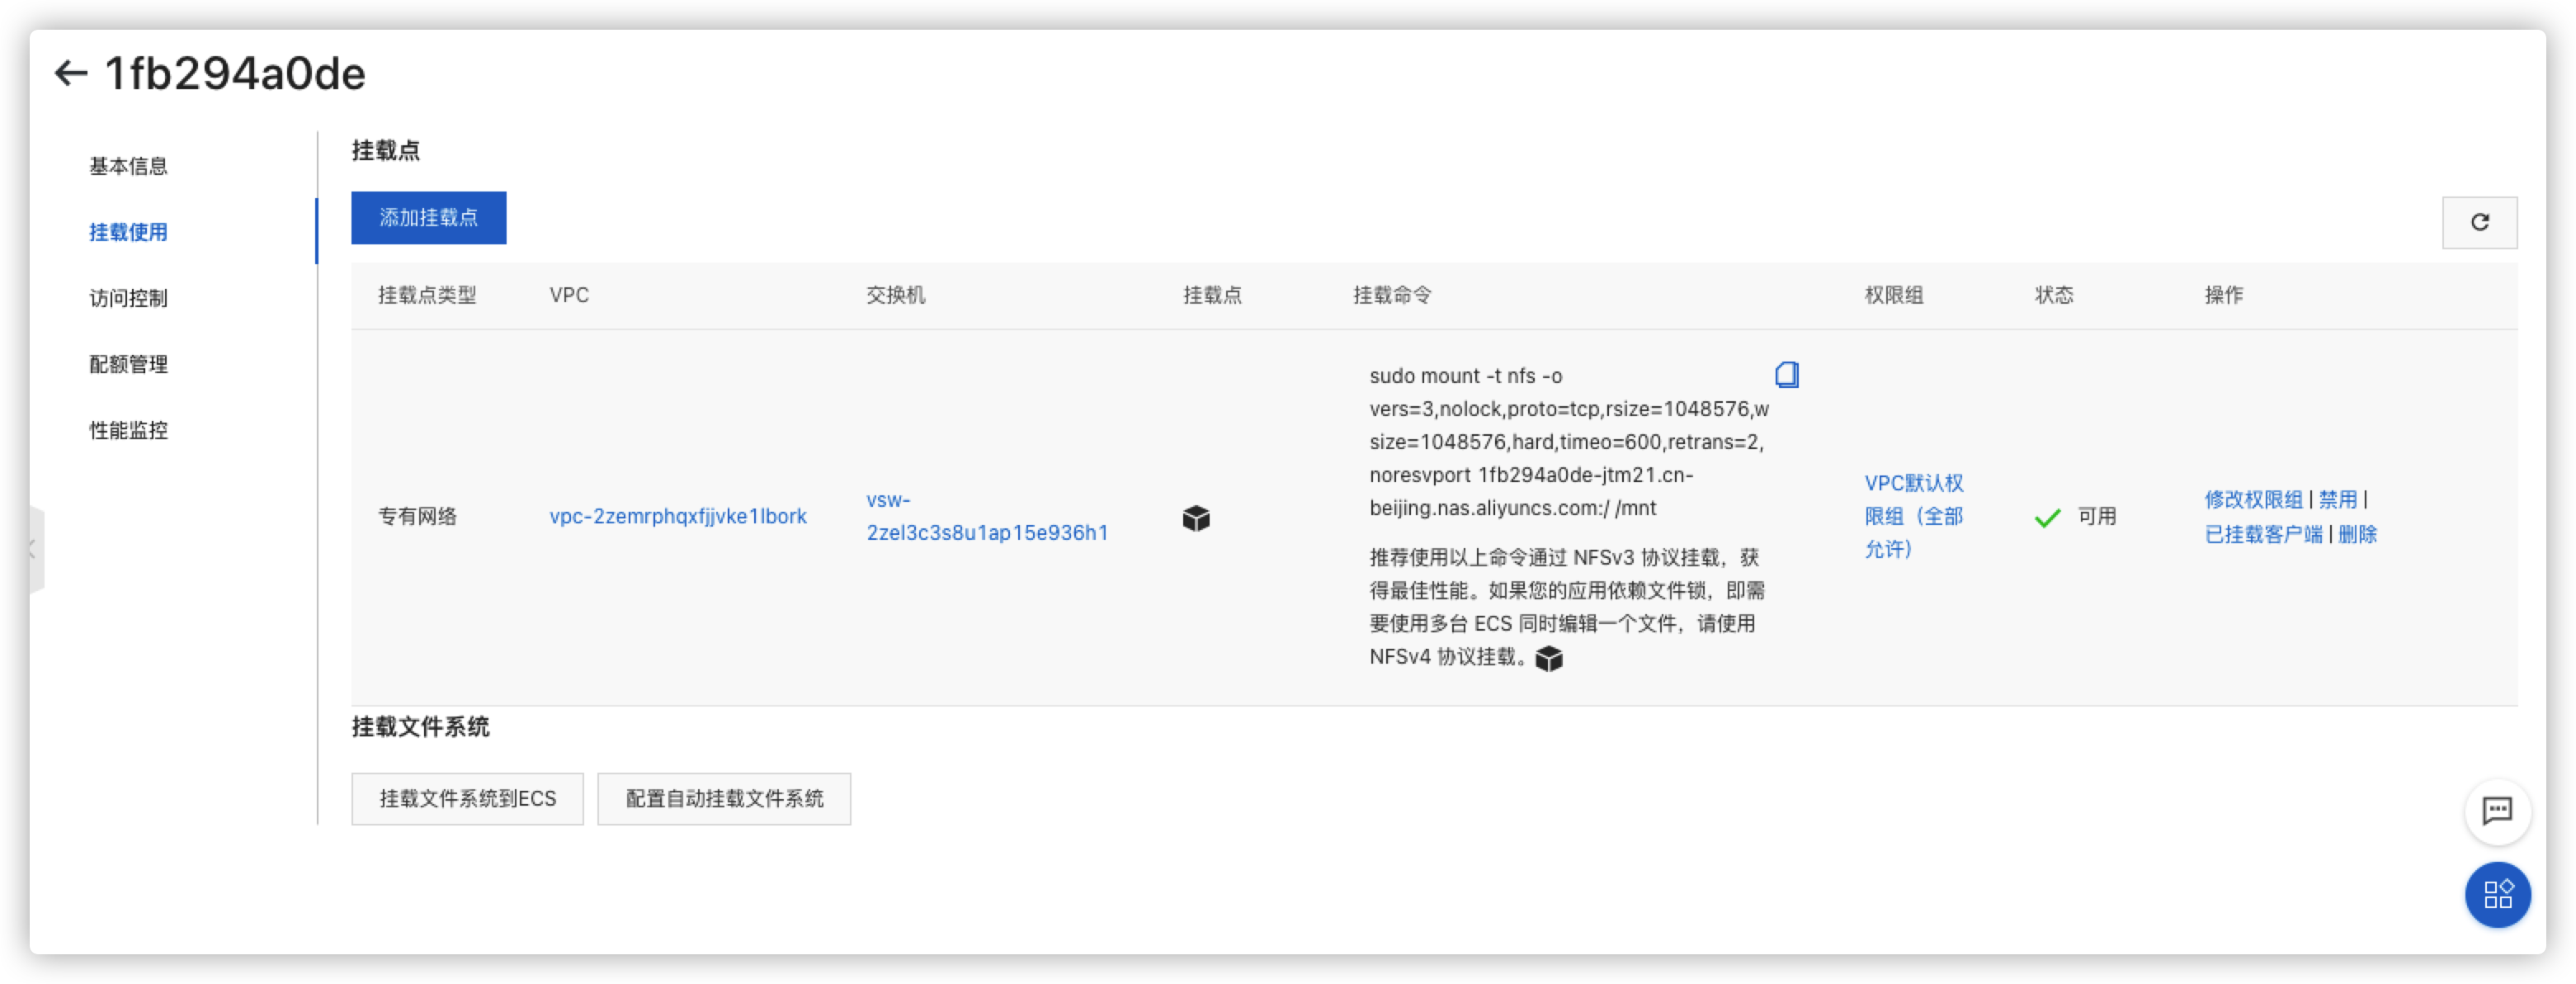 1fb294a0de
基本信息
挂载使用
访问控制
配额管理
性能监控
挂载点
添加挂载点
挂载点类型 VPC 交换机 挂载点 挂载命令 权限组 状态 操作
专有网络
vpc-2zemrphqxfjjvke1lbork
vsw-
2zel3c3s8u1ap15e936h1
sudo mount -t nfs -o
vers=3,nolock,proto=tcp,rsize=1048576,w
size=1048576,hard,timeo=600,retrans=2,
noresvport 1fb294a0de-jtm21.cn-
beijing.nas.aliyuncs.com:/ /mnt
推荐使用以上命令通过 NFSv3 协议挂载，获
得最佳性能。如果您的应用依赖文件锁，即需
要使用多台 ECS 同时编辑一个文件，请使用
NFSv4 协议挂载。
VPC默认权
限组（全部
允许）
可用
修改权限组 | 禁用 |
已挂载客户端 | 删除
挂载文件系统
挂载文件系统到ECS
配置自动挂载文件系统